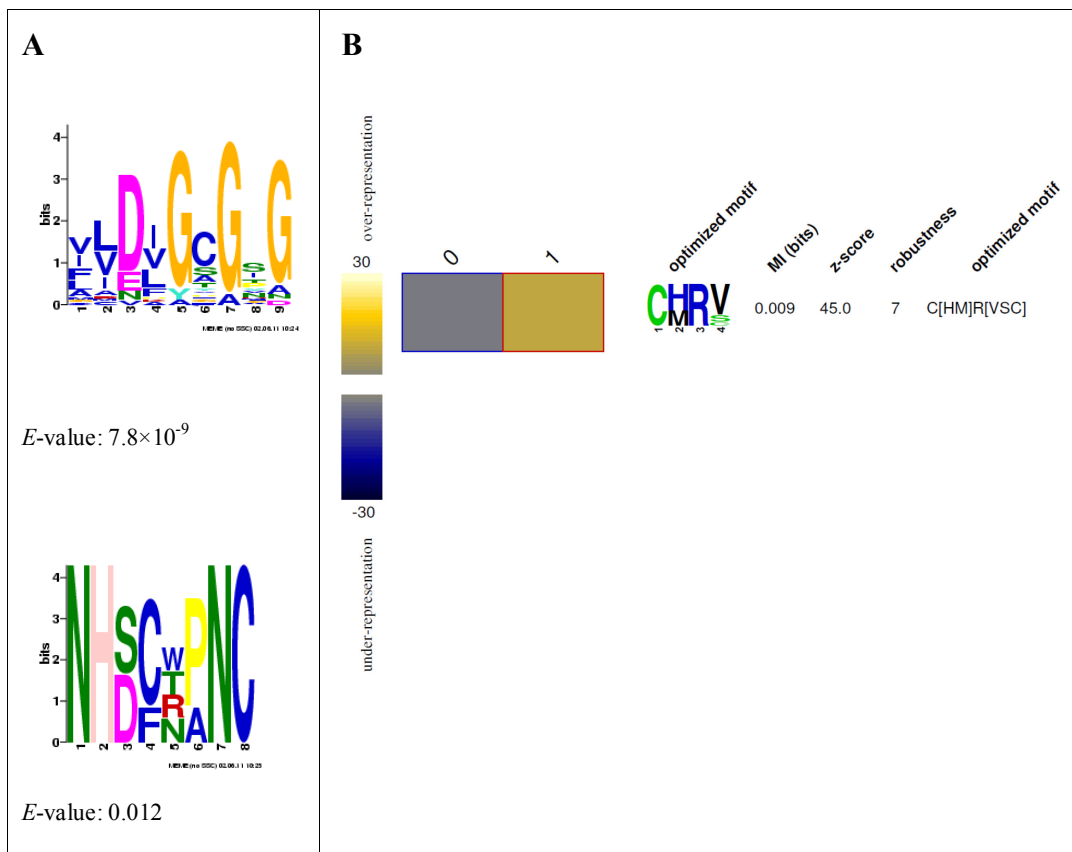 A
B
4
3
2
1
0
bits
V I F A
L V I A
D E N V
I V L F
G Y A
C S A T
G A
S I T N
G A N D
1 2 3 4 5 6 7 8 9
MEME (no SSC) 02.06.11 10:24
E-value: 7.8×10⁻⁹
4
3
2
1
0
bits
N
H
S D
C F
W T R N
P A
N
C
1 2 3 4 5 6 7 8
MEME (no SSC) 02.06.11 10:25
E-value: 0.012
over-representation
30
-30
under-representation
0 1
optimized motif
MI (bits)
z-score
robustness
optimized motif
C
H M
R
V S
1 2 3 4
0.009 45.0 7 C[HM]R[VSC]